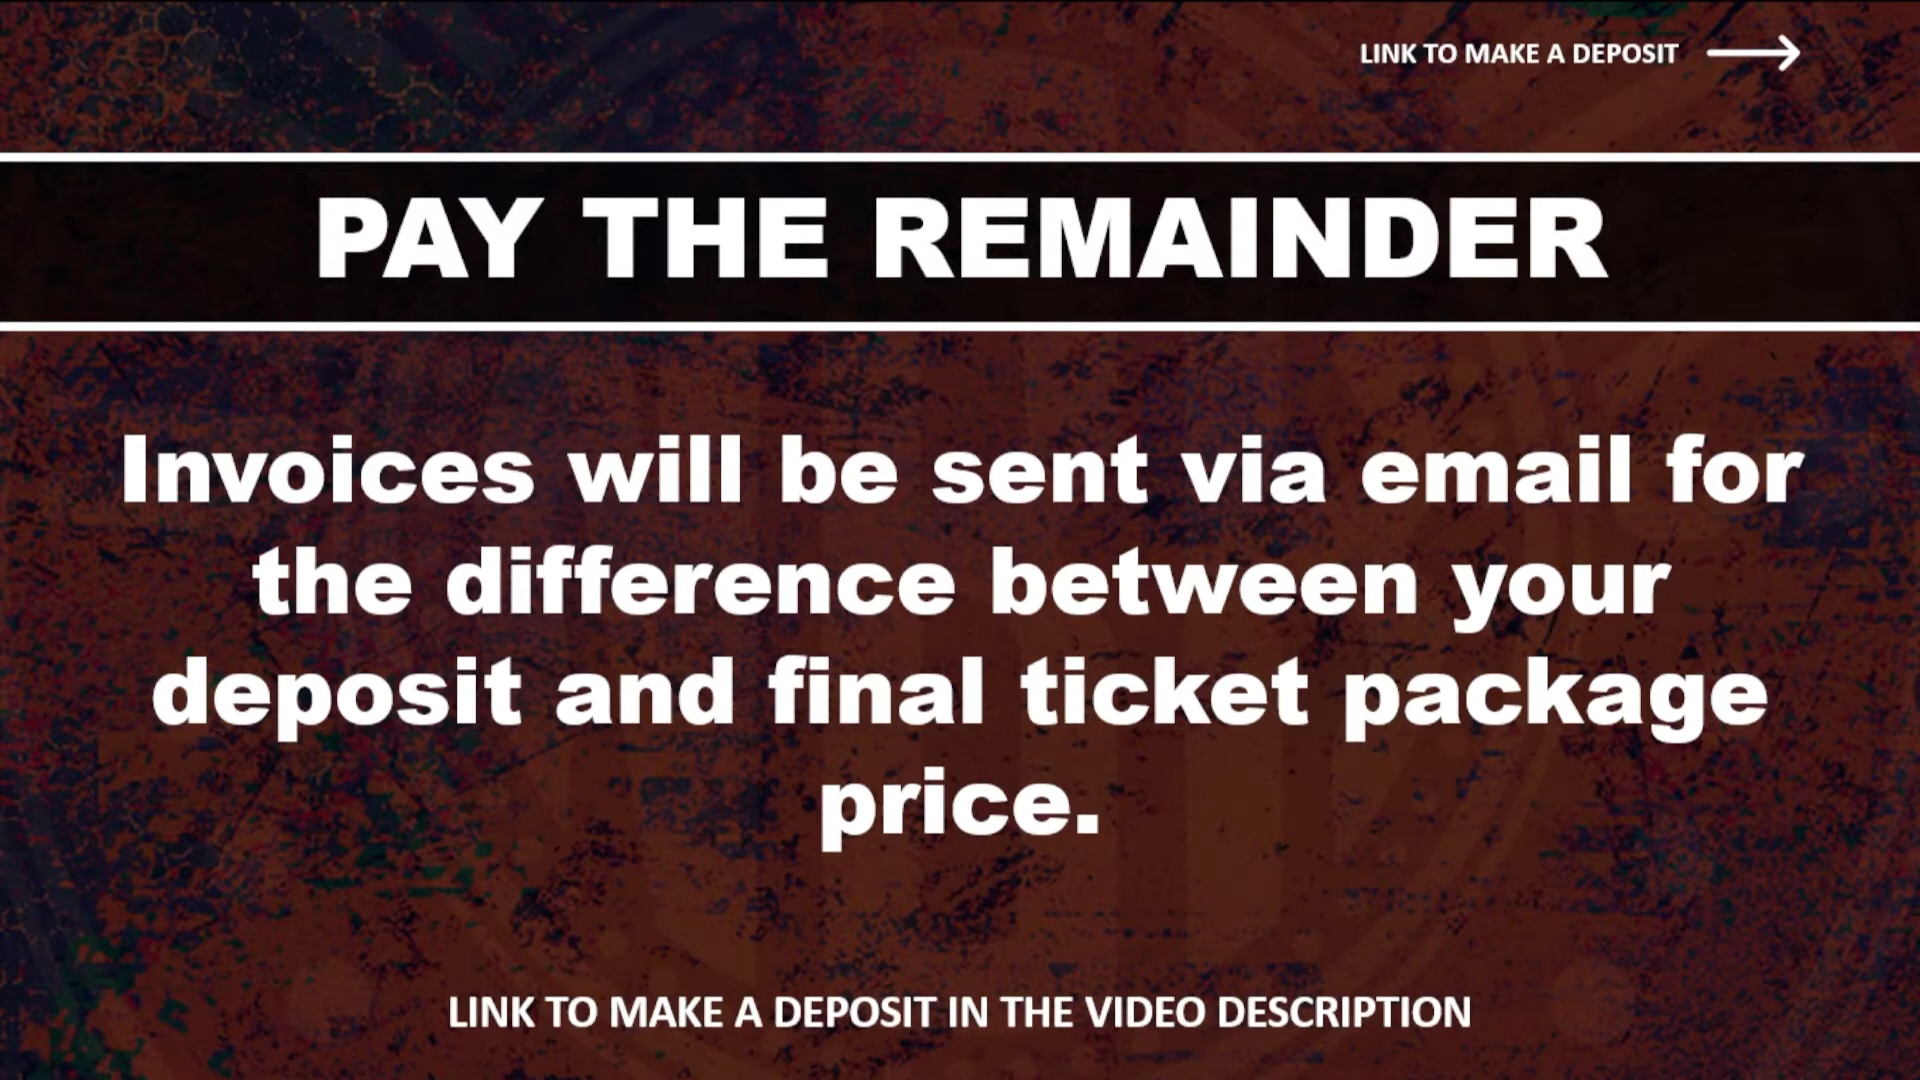 LINK TO MAKE A DEPOSIT
PAY THE REMAINDER
Invoices will be sent via email for
the difference between your
deposit and final ticket package
price.
LINK TO MAKE A DEPOSIT IN THE VIDEO DESCRIPTION